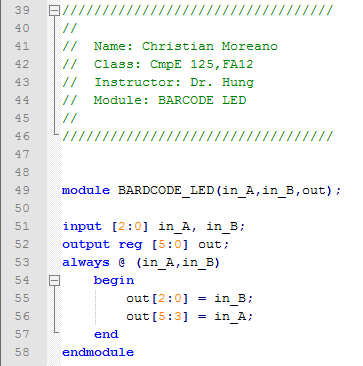 39 //////////////////////////////////
40 //
41 //  Name: Christian Moreano
42 //  Class: CmpE 125,FA12
43 //  Instructor: Dr. Hung
44 //  Module: BARCODE LED
45 //
46 //////////////////////////////////
47
48
49 module BARDCODE_LED(in_A,in_B,out);
50
51 input [2:0] in_A, in_B;
52 output reg [5:0] out;
53 always @ (in_A,in_B)
54     begin
55         out[2:0] = in_B;
56         out[5:3] = in_A;
57     end
58 endmodule